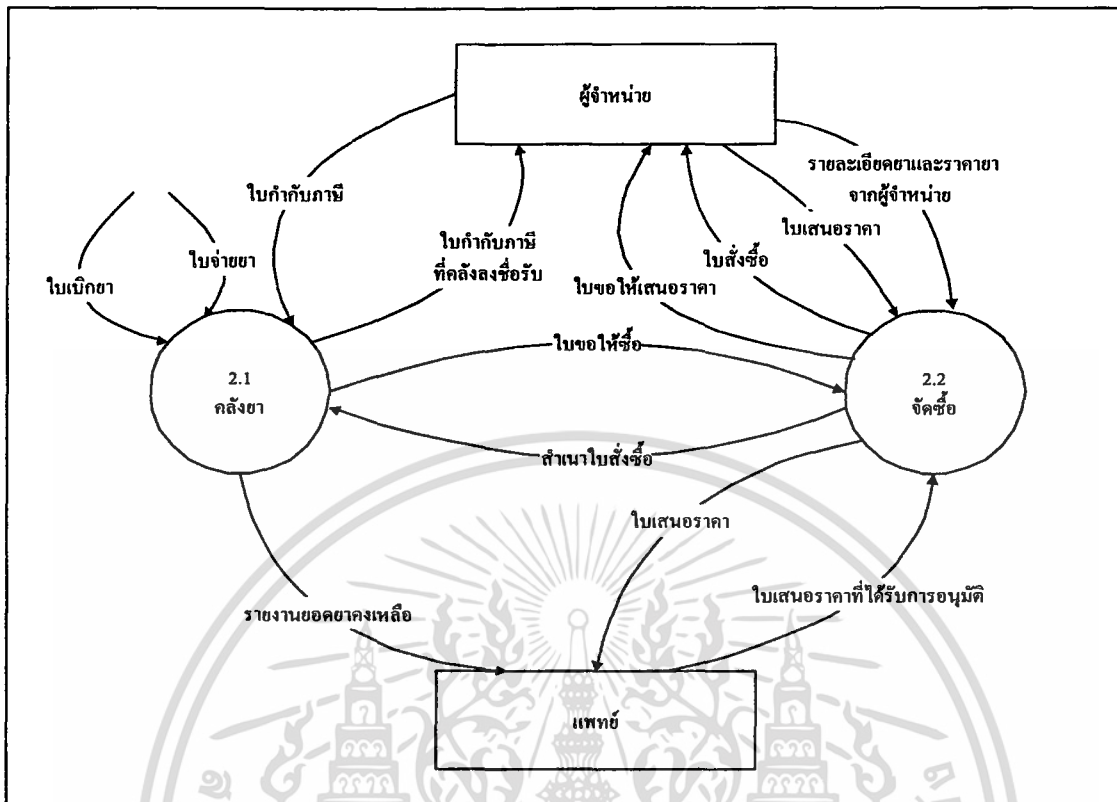 ผู้จำหน่าย
รายละเอียดยาและราคายา
จากผู้จำหน่าย
ใบกำกับภาษี
ใบเสนอราคา
ใบกำกับภาษี
ที่คลังลงชื่อรับ
ใบสั่งซื้อ
ใบจ่ายยา
ใบเบิกยา
ใบขอให้เสนอราคา
ใบขอให้ซื้อ
2.1
คลังยา
2.2
จัดซื้อ
สำเนาใบสั่งซื้อ
ใบเสนอราคา
ใบเสนอราคาที่ได้รับการอนุมัติ
รายงานยอดยาคงเหลือ
แพทย์